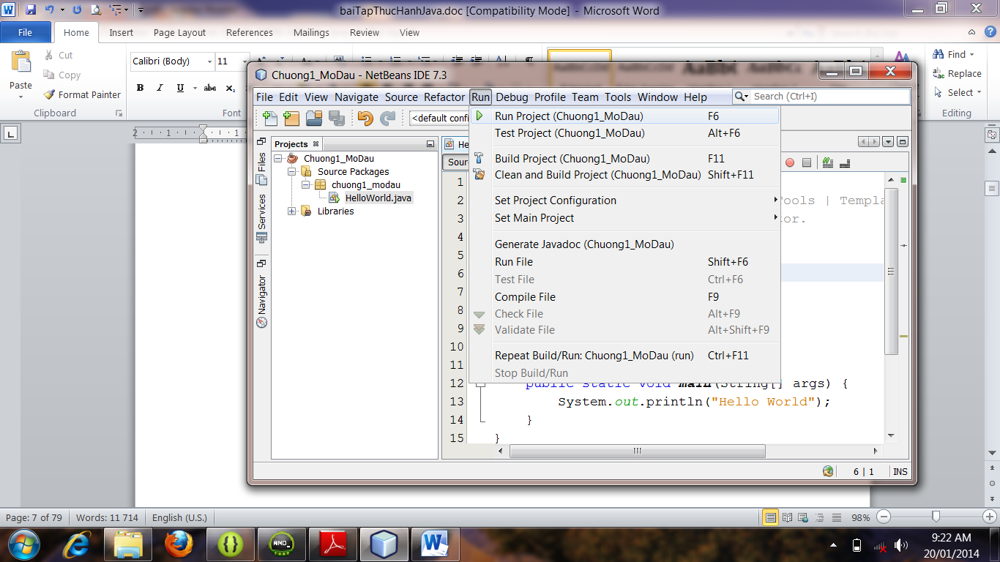 baiTapThucHanhJava.doc [Compatibility Mode] - Microsoft Word
File Home Insert Page Layout References Mailings Review View
Calibri (Body) 11
Paste
Cut
Copy
Format Painter
B I U abc x₂
Clipboard
Font
Find
Replace
Select
Editing
2 1 1
Chuong1_MoDau - NetBeans IDE 7.3
File Edit View Navigate Source Refactor Run Debug Profile Team Tools Window Help
Search (Ctrl+I)
<default confi
Files
Services
Navigator
Projects
Chuong1_MoDau
Source Packages
chuong1_modau
HelloWorld.java
Libraries
He
Sour
Run Project (Chuong1_MoDau) F6
Test Project (Chuong1_MoDau) Alt+F6
Build Project (Chuong1_MoDau) F11
Clean and Build Project (Chuong1_MoDau) Shift+F11
Set Project Configuration
Set Main Project
Generate Javadoc (Chuong1_MoDau)
Run File Shift+F6
Test File Ctrl+F6
Compile File F9
Check File Alt+F9
Validate File Alt+Shift+F9
Repeat Build/Run: Chuong1_MoDau (run) Ctrl+F11
Stop Build/Run
1
2 Tools | Templa
3 tor.
4
5
6
7
8
9
10
11
12 public static void main(String[] args) {
13 System.out.println("Hello World");
14 }
15 }
6 | 1 INS
Page: 7 of 79 Words: 11 714 English (U.S.) 98%
AND_
9:22 AM
20/01/2014